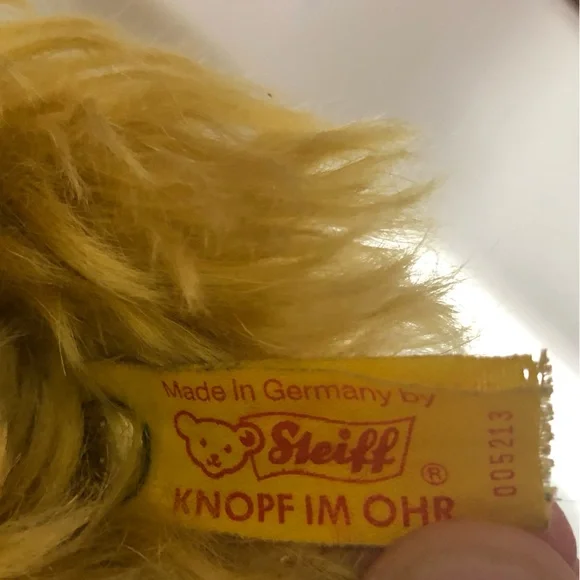 Made in Germany by
Steiff
®
KNOPF IM OHR
005213